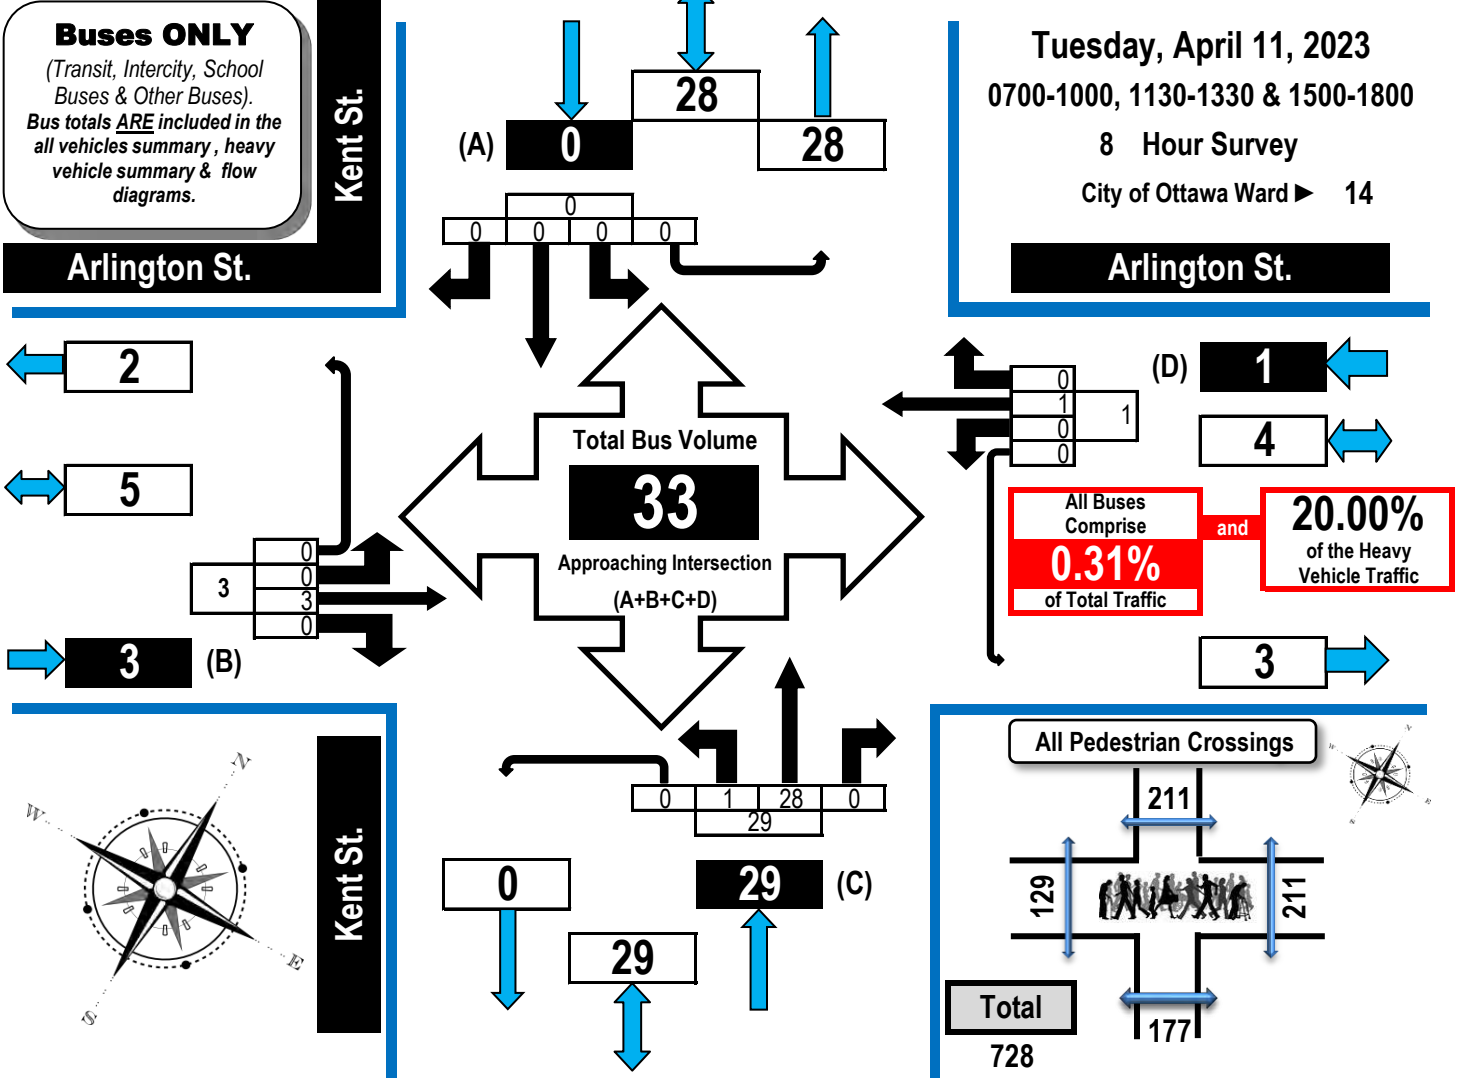 Buses ONLY
(Transit, Intercity, School
Buses & Other Buses).
Bus totals ARE included in the
all vehicles summary , heavy
vehicle summary & flow
diagrams.
Kent St.
Arlington St.
(A)
0
28
28
0
0 0 0 0
Tuesday, April 11, 2023
0700-1000, 1130-1330 & 1500-1800
8 Hour Survey
City of Ottawa Ward ► 14
Arlington St.
2
5
3
0
0
3
0
3 (B)
Total Bus Volume
33
Approaching Intersection
(A+B+C+D)
(D) 1
0
1
0
0
1
4
All Buses
Comprise
0.31%
of Total Traffic
and
20.00%
of the Heavy
Vehicle Traffic
3
N
W
E
S
Kent St.
0 1 28 0
29
0
29 (C)
29
All Pedestrian Crossings
N
W
E
S
211
129
211
177
Total
728